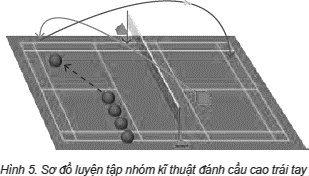 Hình 5. Sơ đồ luyện tập nhóm kĩ thuật đánh cầu cao trái tay